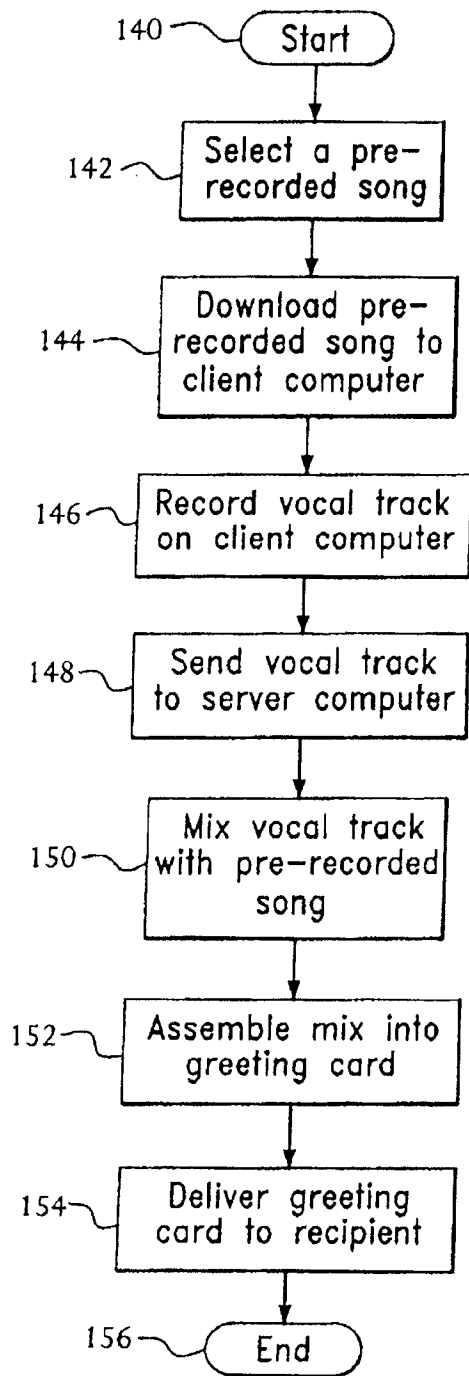 140
Start
142
Select a pre-
recorded song
144
Download pre-
recorded song to
client computer
146
Record vocal track
on client computer
148
Send vocal track
to server computer
150
Mix vocal track
with pre-recorded
song
152
Assemble mix into
greeting card
154
Deliver greeting
card to recipient
156
End